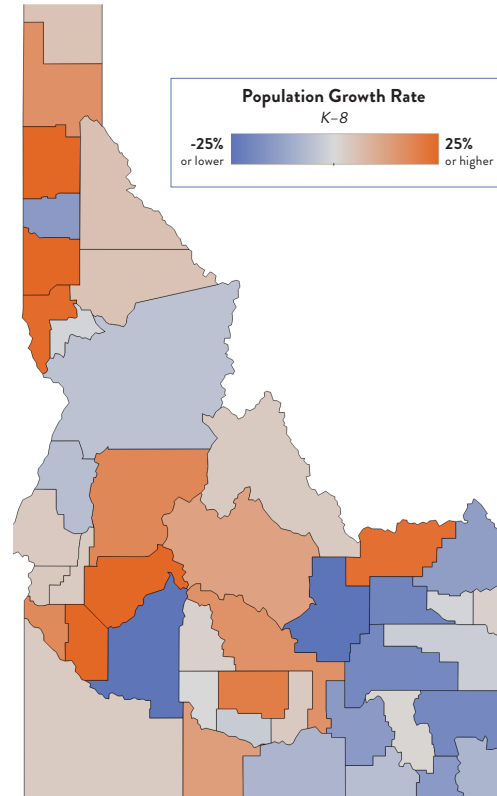 Population Growth Rate
K–8
-25%
or lower
25%
or higher